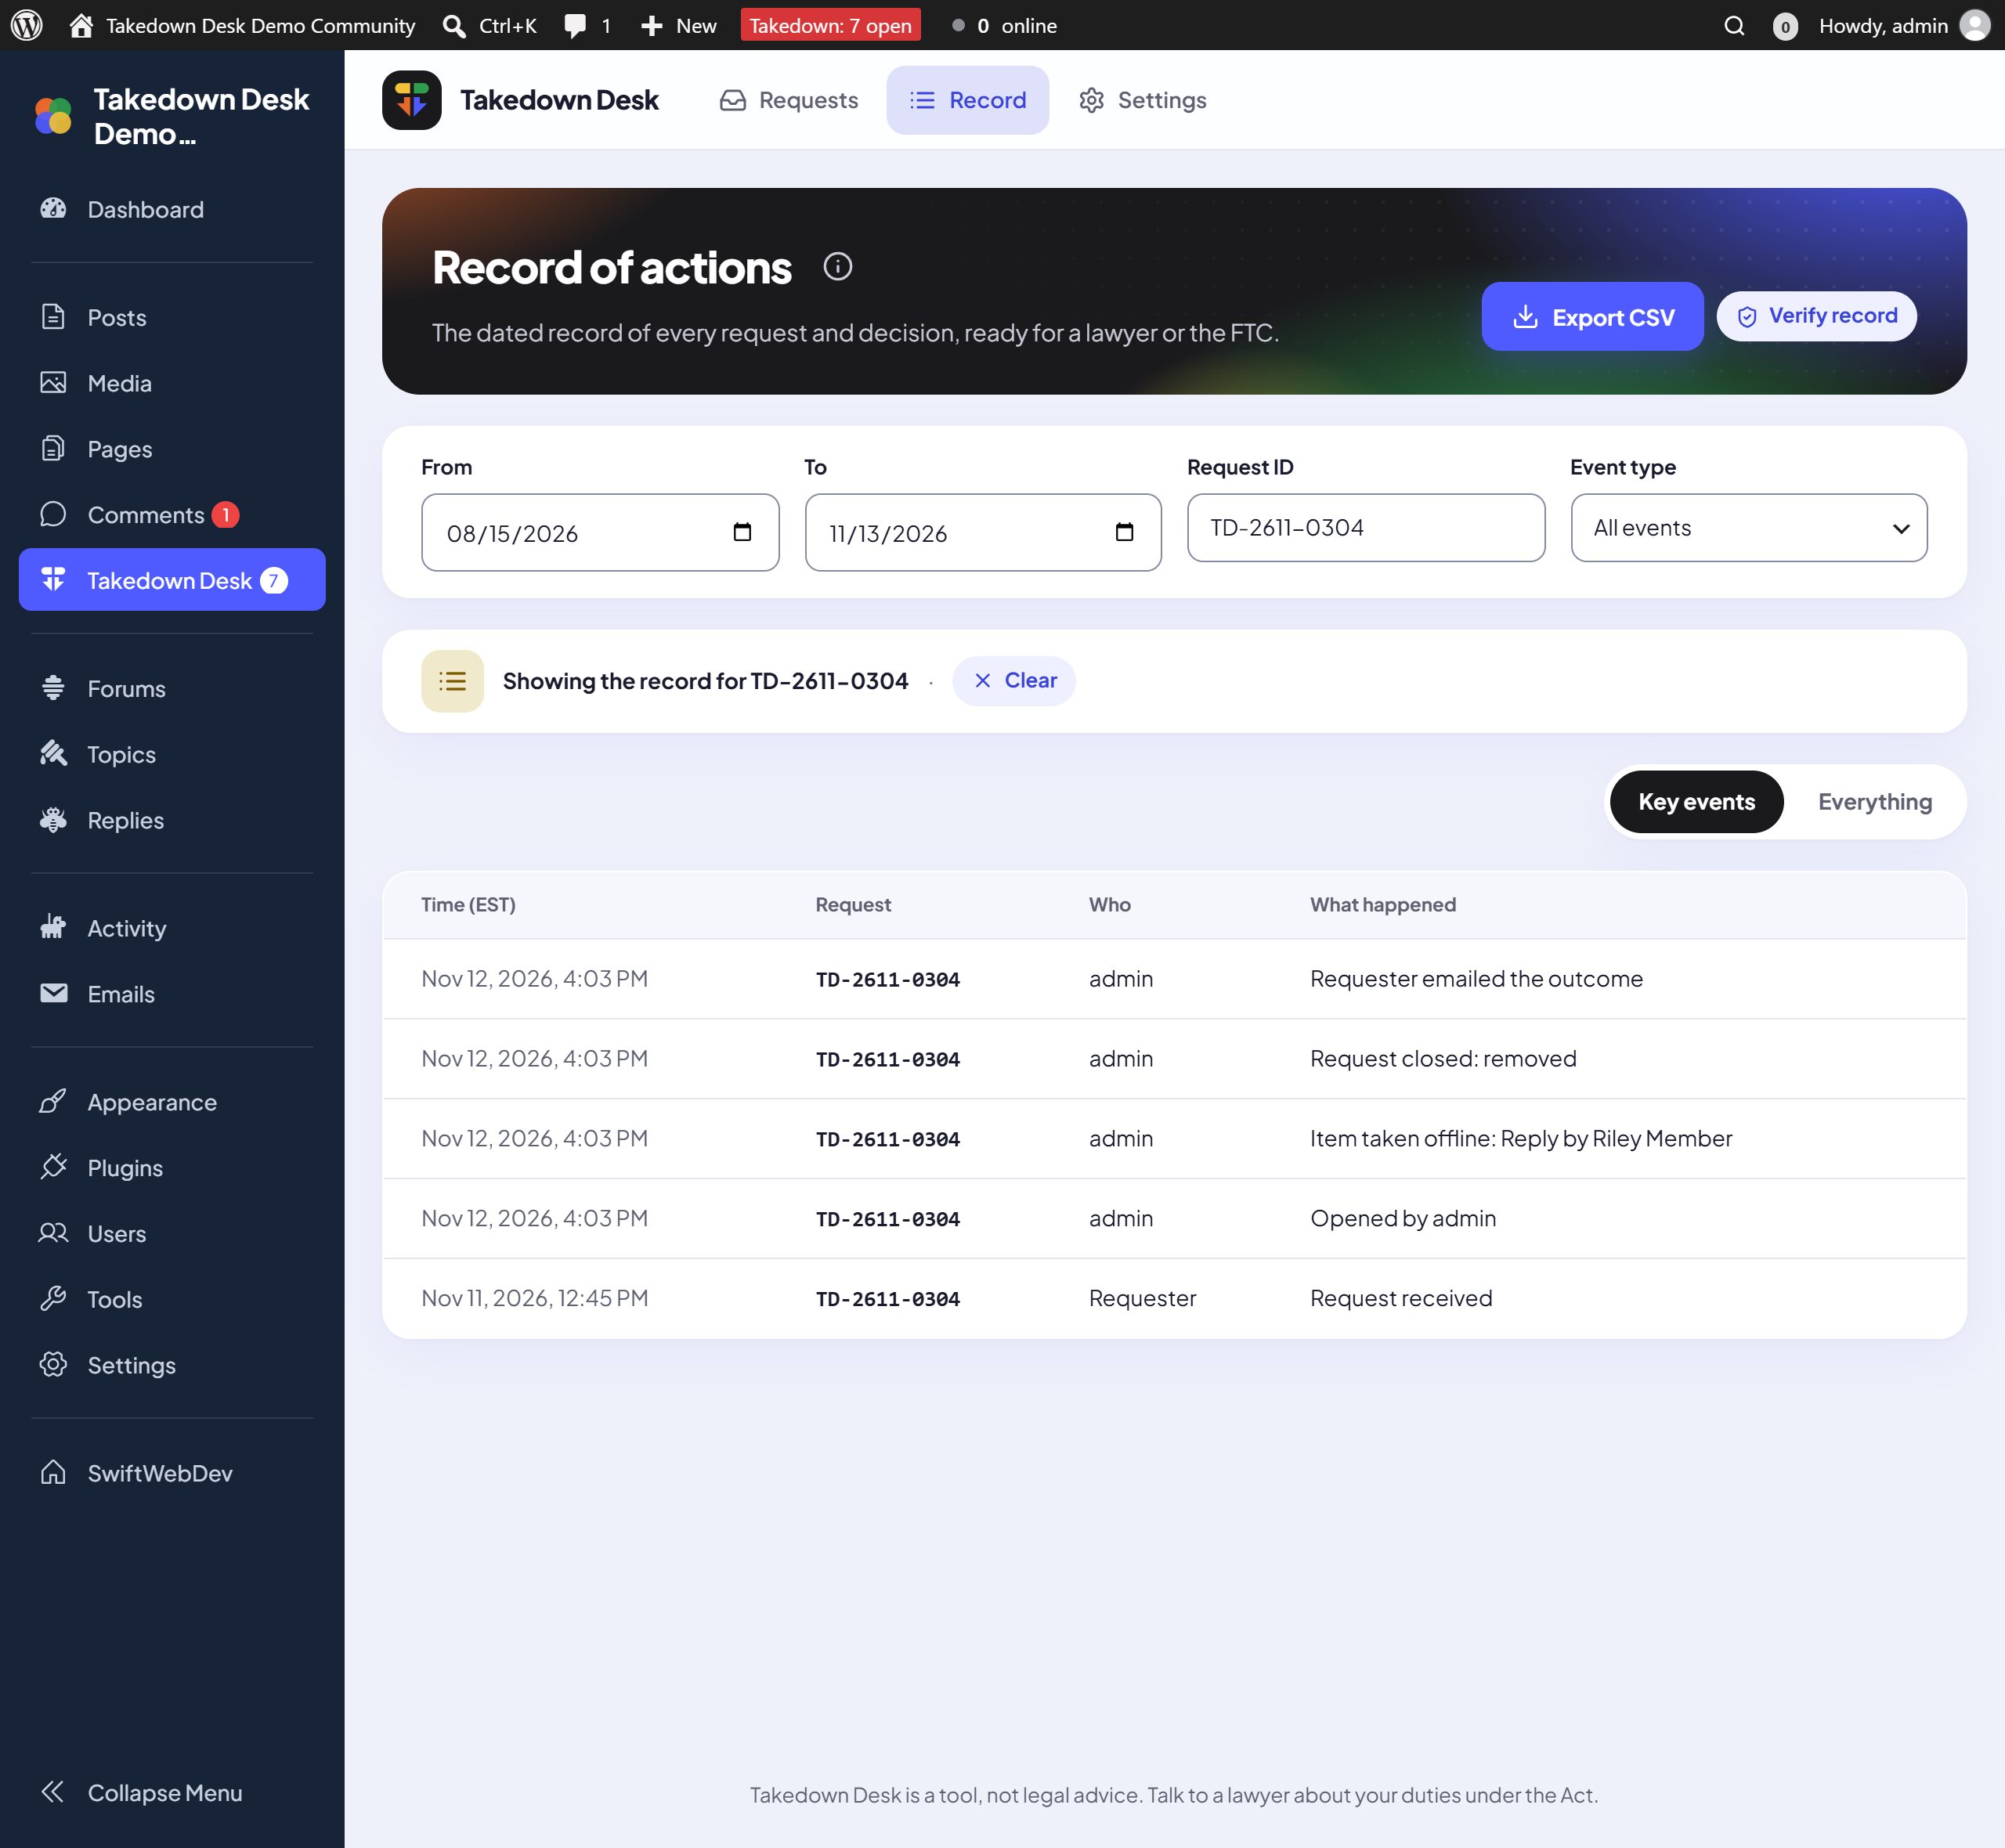 Takedown Desk Demo Community
Ctrl+K
1
New
Takedown: 7 open
0 online
0
Howdy, admin
Takedown Desk
Demo…
Dashboard
Posts
Media
Pages
Comments 1
Takedown Desk 7
Forums
Topics
Replies
Activity
Emails
Appearance
Plugins
Users
Tools
Settings
SwiftWebDev
Collapse Menu
Takedown Desk
Requests
Record
Settings
Record of actions
The dated record of every request and decision, ready for a lawyer or the FTC.
Export CSV
Verify record
From
To
Request ID
Event type
08/15/2026
11/13/2026
TD-2611-0304
All events
Showing the record for TD-2611-0304 · Clear
Key events
Everything
Time (EST) Request Who What happened
Nov 12, 2026, 4:03 PM TD-2611-0304 admin Requester emailed the outcome
Nov 12, 2026, 4:03 PM TD-2611-0304 admin Request closed: removed
Nov 12, 2026, 4:03 PM TD-2611-0304 admin Item taken offline: Reply by Riley Member
Nov 12, 2026, 4:03 PM TD-2611-0304 admin Opened by admin
Nov 11, 2026, 12:45 PM TD-2611-0304 Requester Request received
Takedown Desk is a tool, not legal advice. Talk to a lawyer about your duties under the Act.